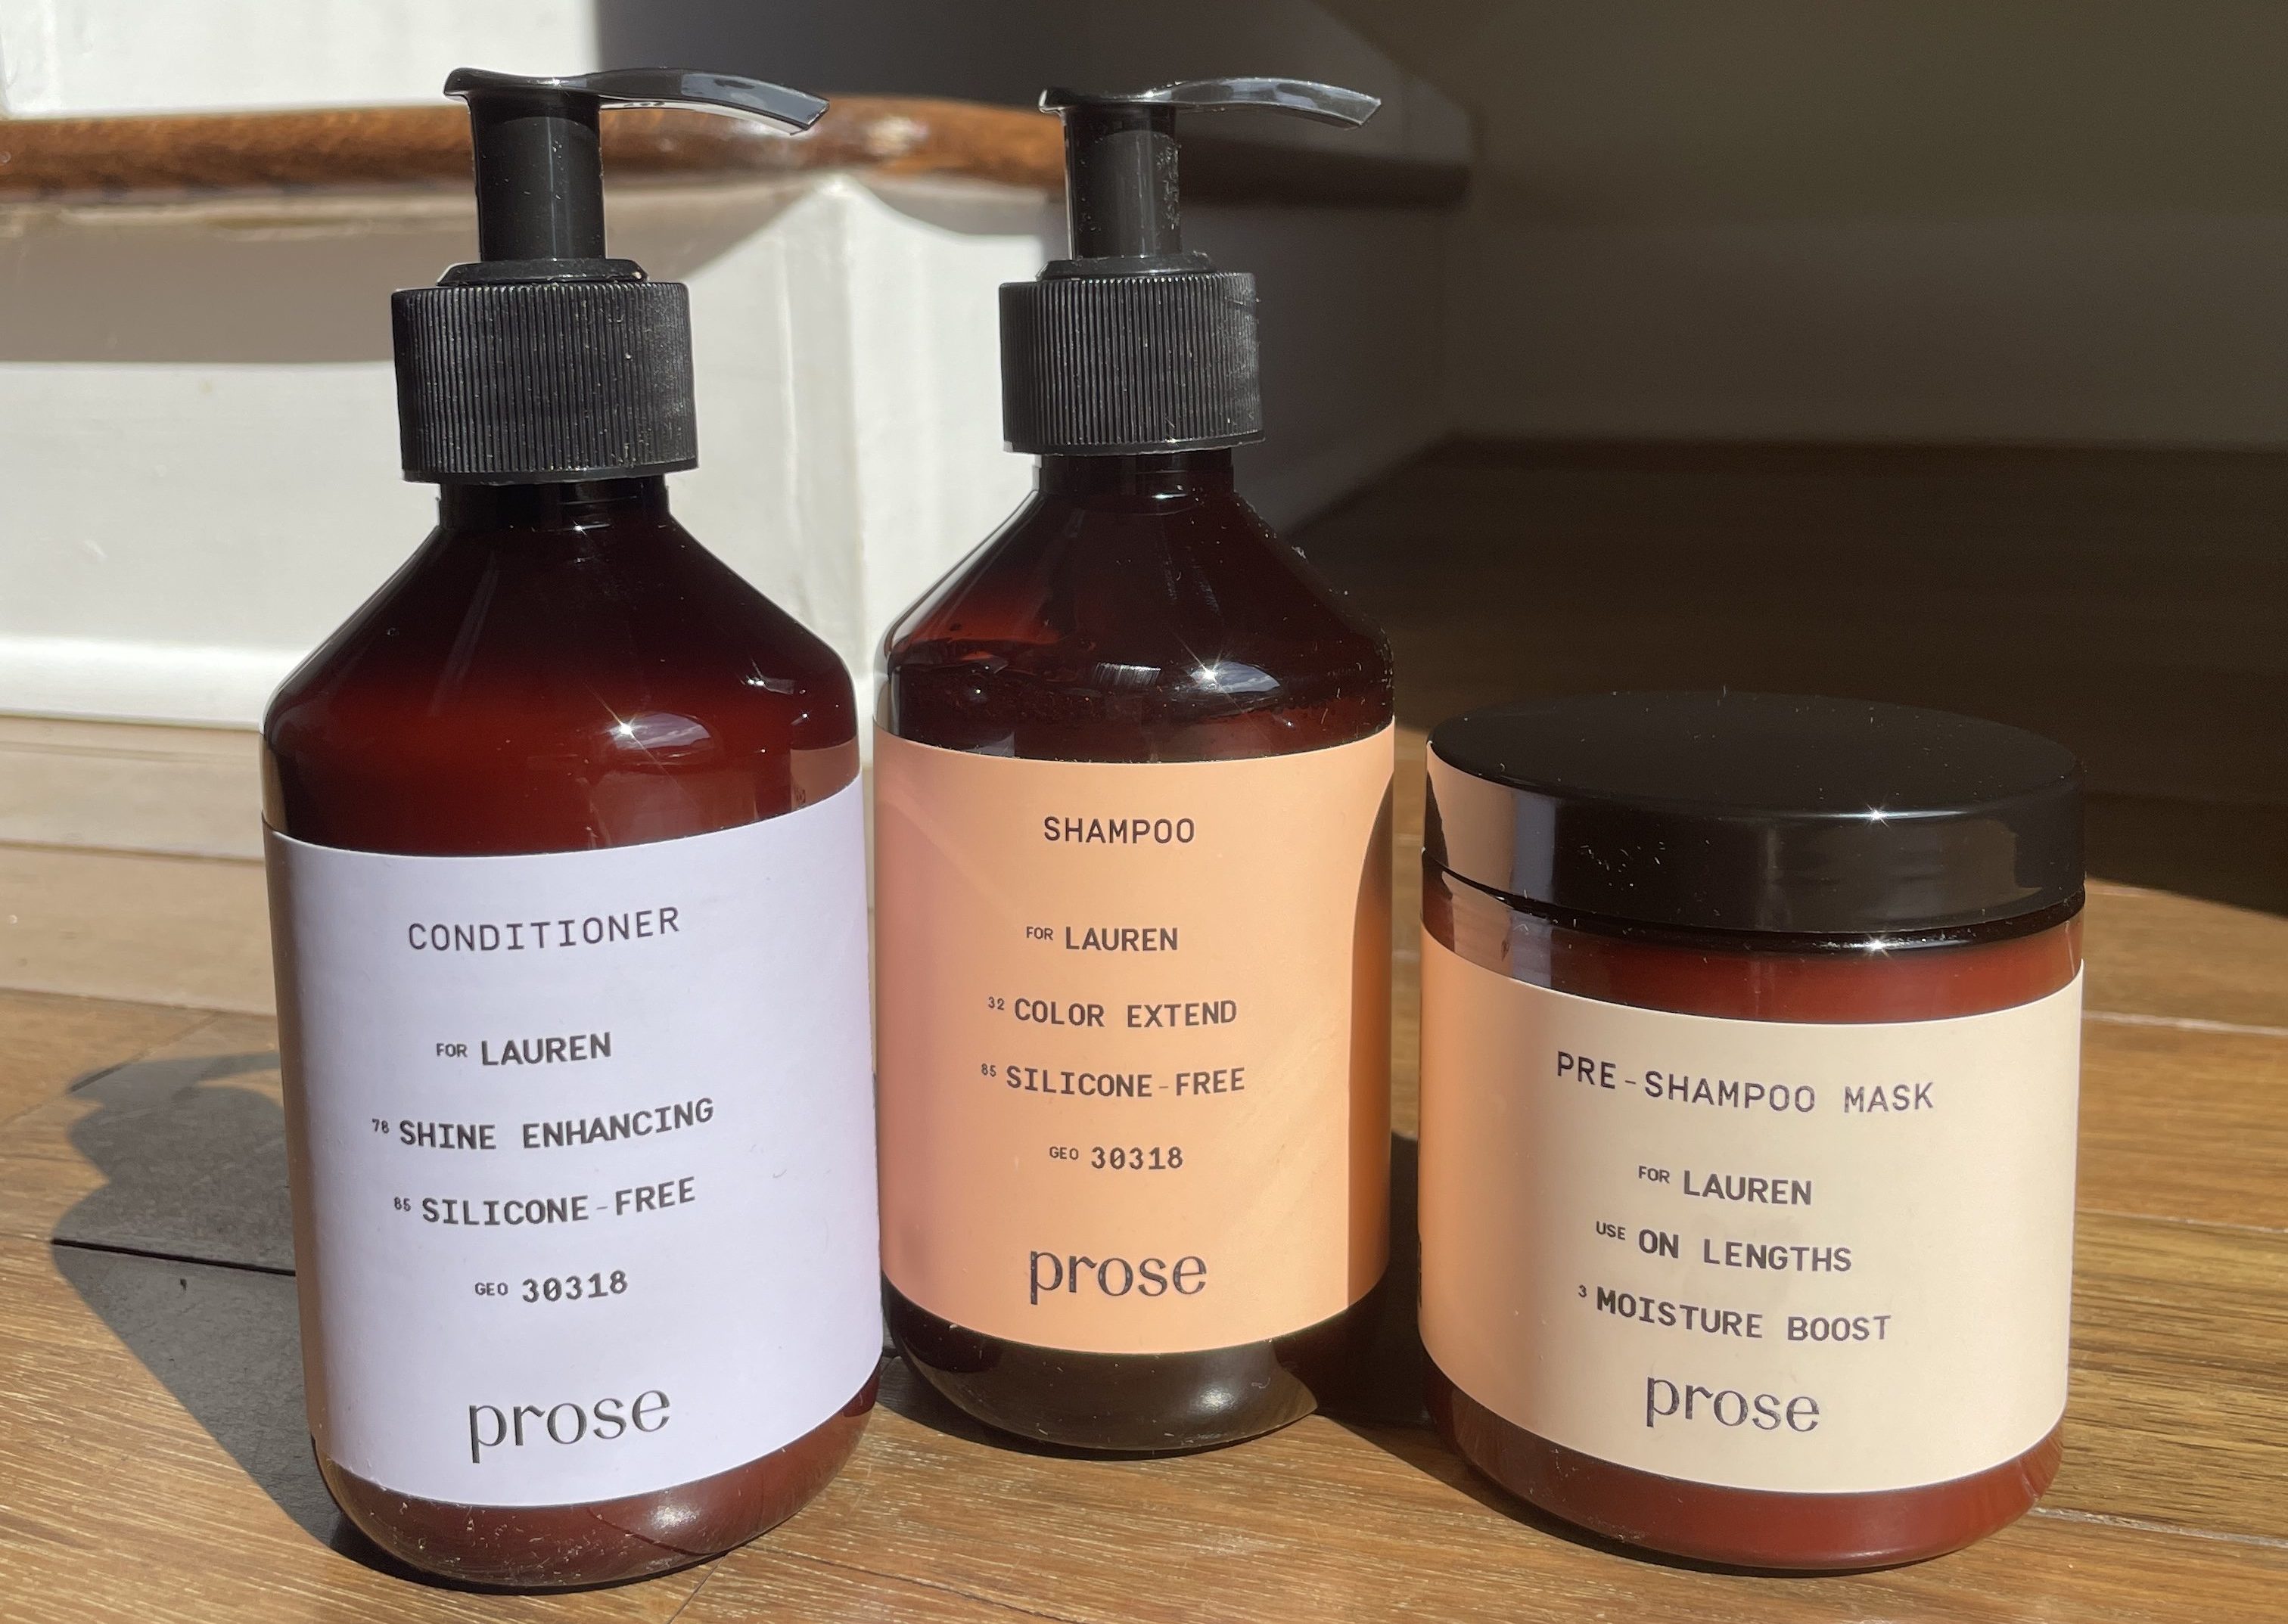 CONDITIONER
FOR LAUREN
78 SHINE ENHANCING
85 SILICONE-FREE
GEO 30318
prose
SHAMPOO
FOR LAUREN
32 COLOR EXTEND
85 SILICONE-FREE
GEO 30318
prose
PRE-SHAMPOO MASK
FOR LAUREN
USE ON LENGTHS
3 MOISTURE BOOST
prose